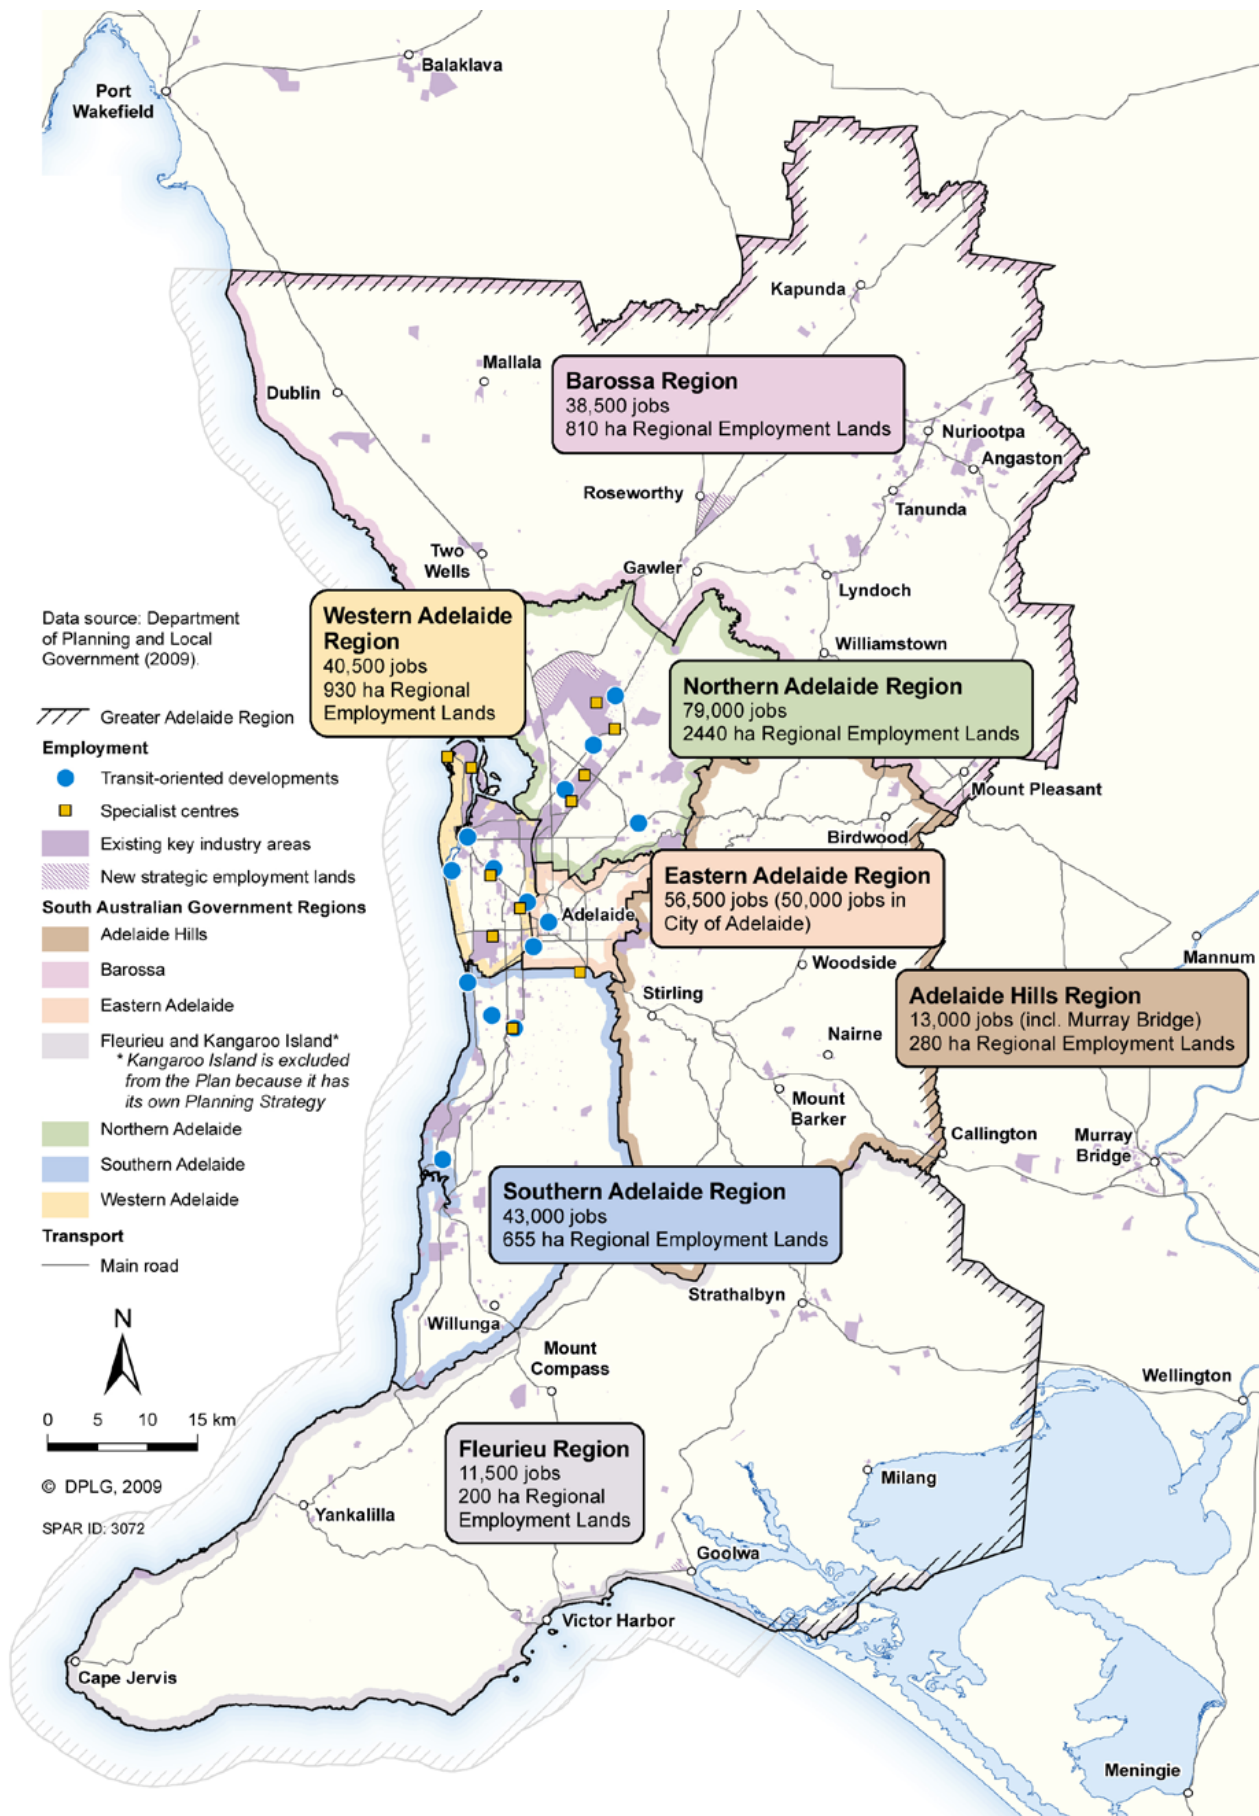 Balaklava
Port
Wakefield
Kapunda
Mallala
Dublin
Barossa Region
38,500 jobs
810 ha Regional Employment Lands
Nuriootpa
Angaston
Roseworthy
Tanunda
Two
Wells
Gawler
Lyndoch
Williamstown
Data source: Department
of Planning and Local
Government (2009).
Western Adelaide
Region
40,500 jobs
930 ha Regional
Employment Lands
Northern Adelaide Region
79,000 jobs
2440 ha Regional Employment Lands
Mount Pleasant
Birdwood
Greater Adelaide Region
Employment
Transit-oriented developments
Specialist centres
Existing key industry areas
New strategic employment lands
South Australian Government Regions
Adelaide Hills
Barossa
Eastern Adelaide
Fleurieu and Kangaroo Island*
* Kangaroo Island is excluded
from the Plan because it has
its own Planning Strategy
Northern Adelaide
Southern Adelaide
Western Adelaide
Transport
Main road
Eastern Adelaide Region
56,500 jobs (50,000 jobs in
City of Adelaide)
Adelaide
Woodside
Mannum
Stirling
Adelaide Hills Region
13,000 jobs (incl. Murray Bridge)
280 ha Regional Employment Lands
Nairne
Mount
Barker
Callington
Murray
Bridge
Southern Adelaide Region
43,000 jobs
655 ha Regional Employment Lands
Strathalbyn
Willunga
Mount
Compass
Wellington
N
0 5 10 15 km
© DPLG, 2009
SPAR ID: 3072
Fleurieu Region
11,500 jobs
200 ha Regional
Employment Lands
Milang
Yankalilla
Goolwa
Victor Harbor
Cape Jervis
Meningie